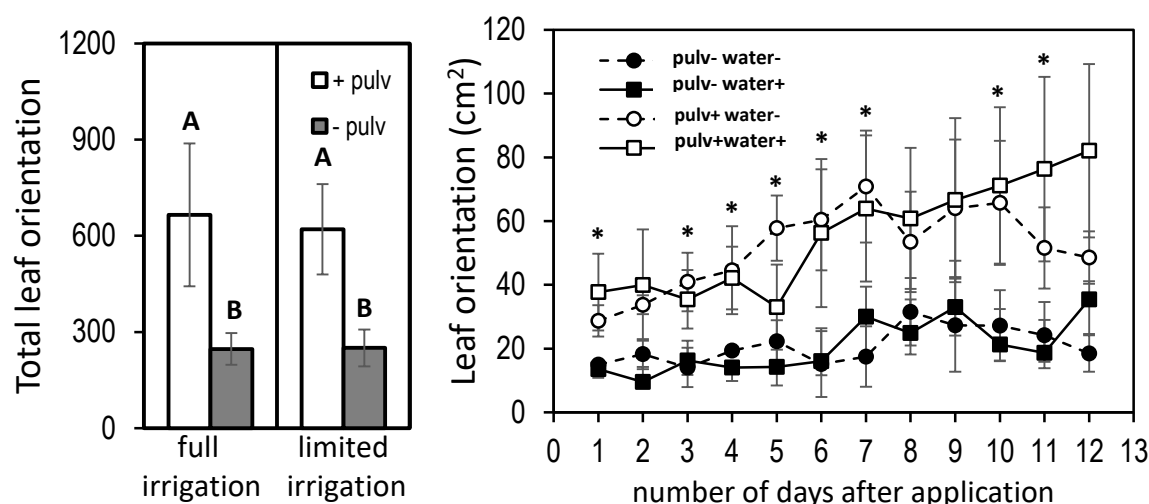 1200
900
600
300
0
Total leaf orientation
A
B
A
B
+ pulv
- pulv
full
irrigation
limited
irrigation
120
100
80
60
40
20
0
Leaf orientation (cm²)
pulv- water-
pulv- water+
pulv+ water-
pulv+water+
* * * * * * * *
0 1 2 3 4 5 6 7 8 9 10 11 12 13
number of days after application